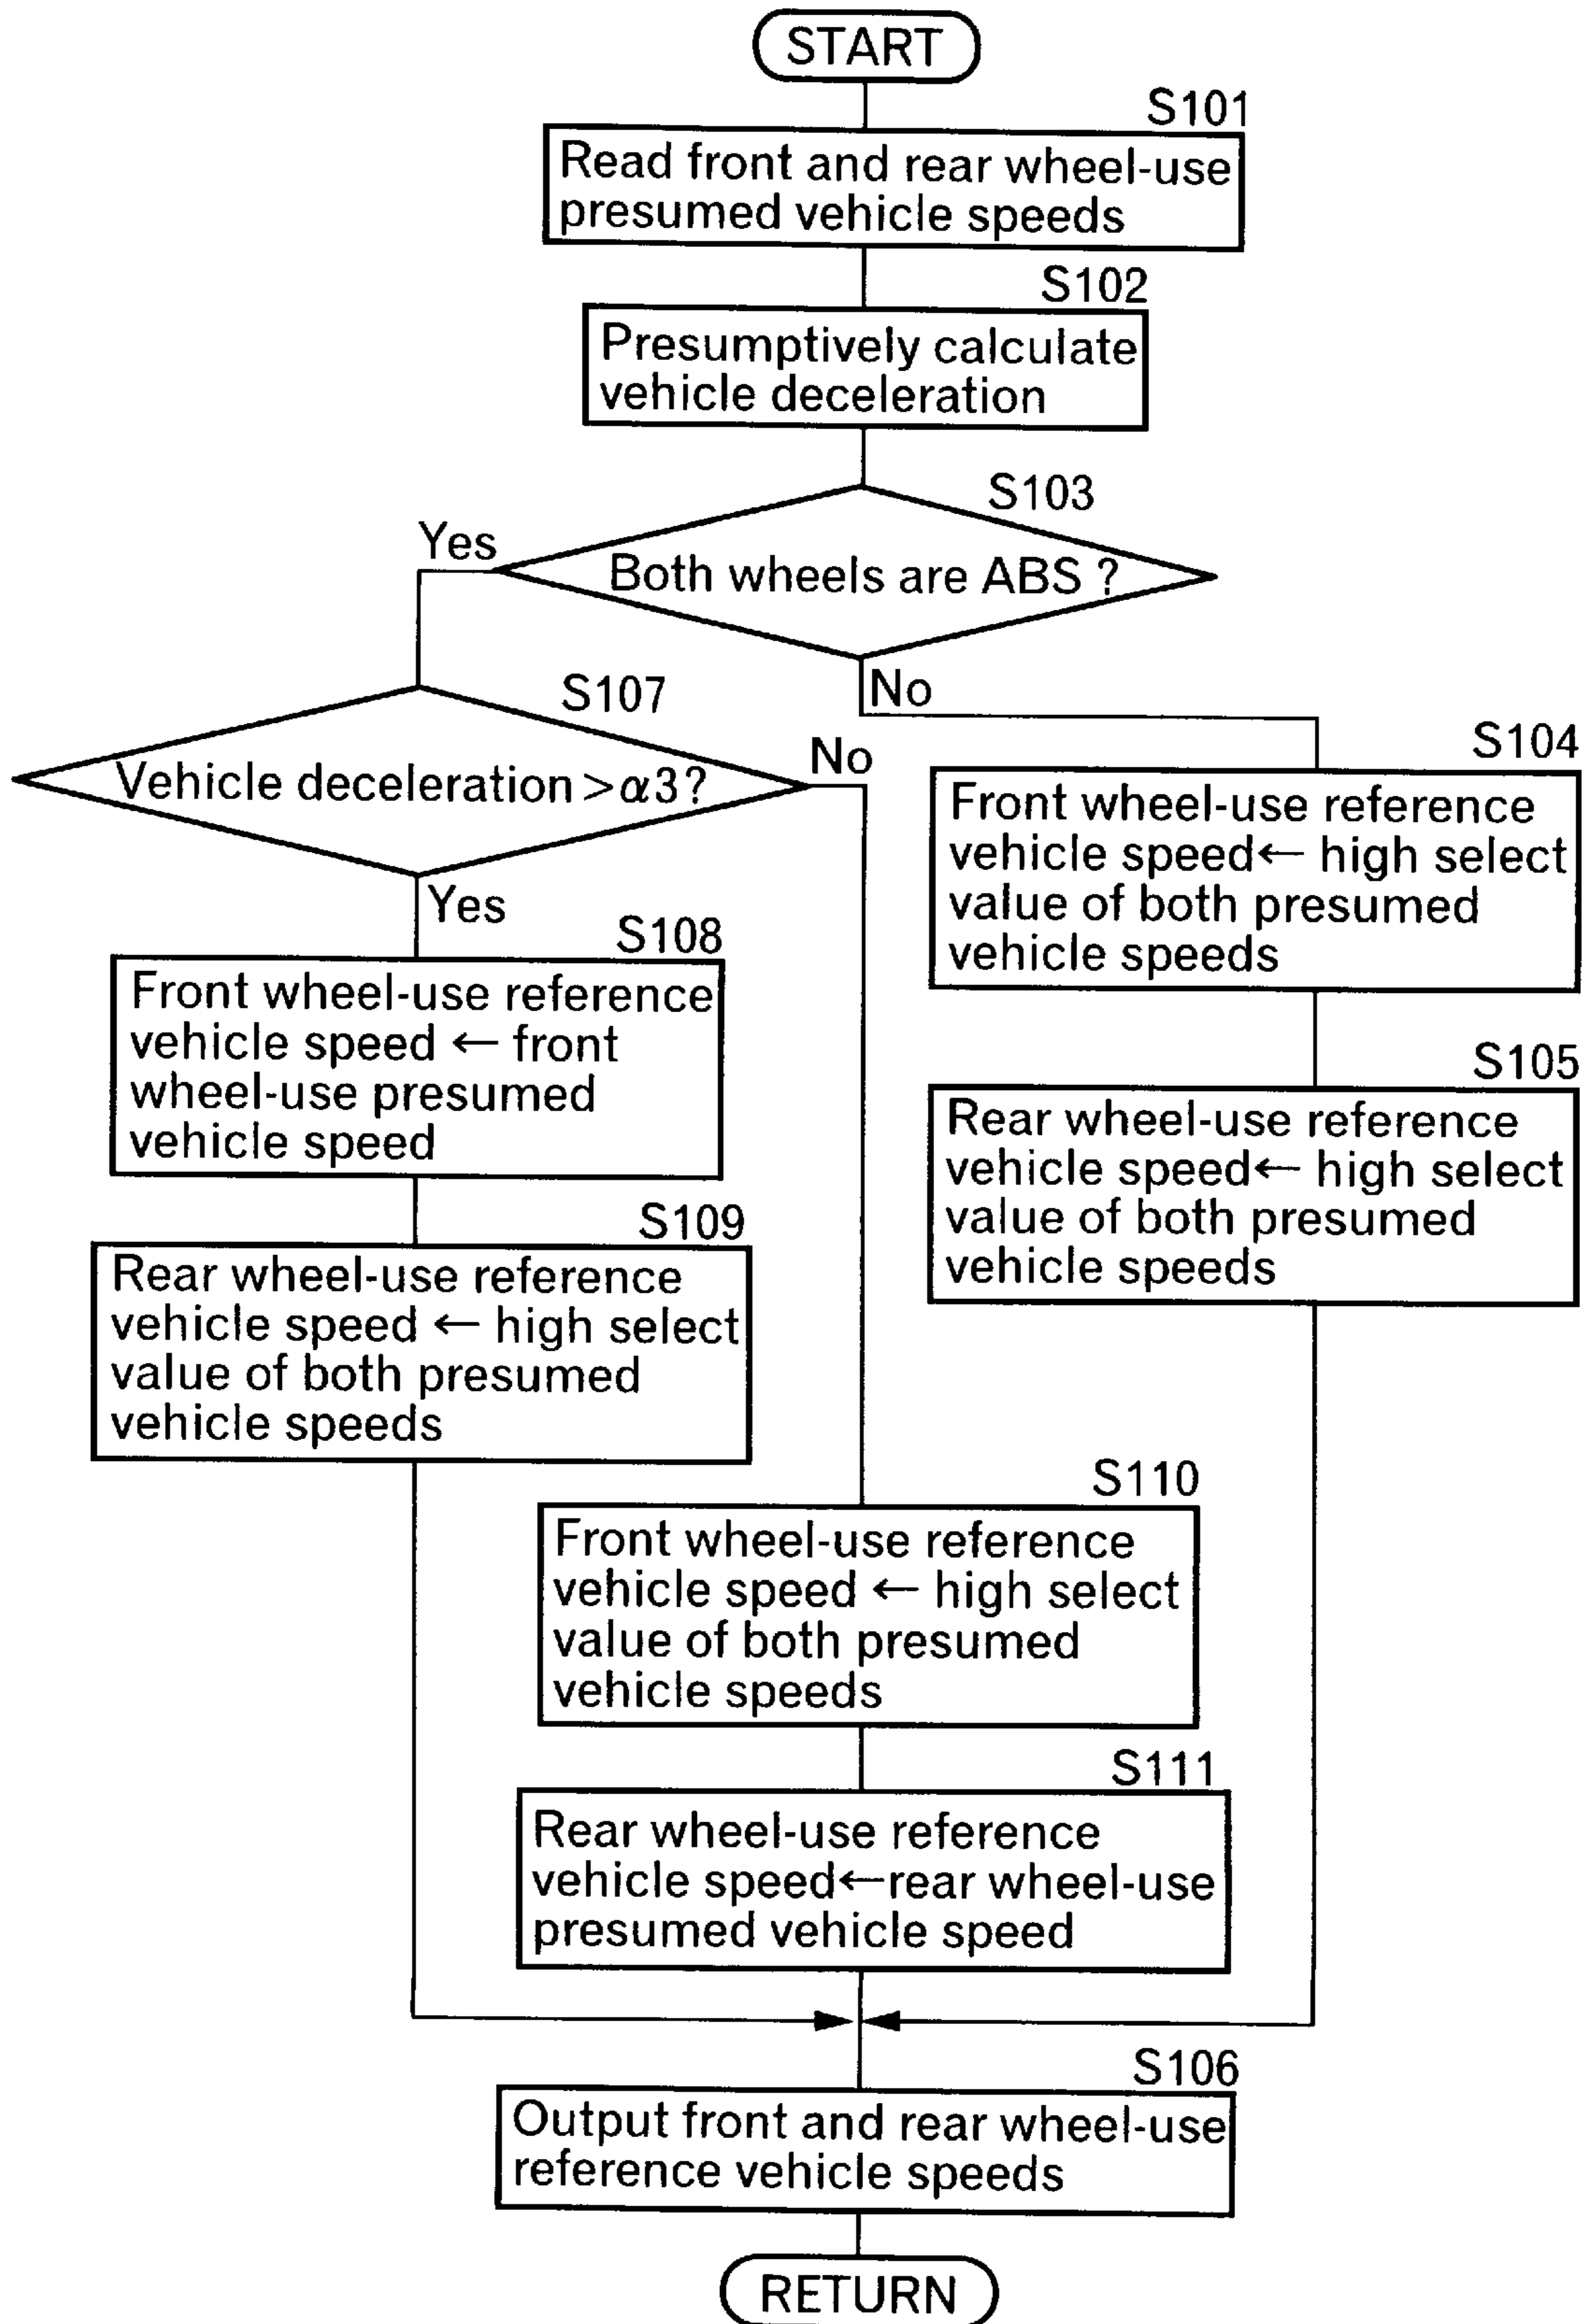 START
S101
Read front and rear wheel-use
presumed vehicle speeds
S102
Presumptively calculate
vehicle deceleration
S103
Yes
Both wheels are ABS ?
No
S107
Vehicle deceleration >α3?
No
Yes
S104
Front wheel-use reference
vehicle speed← high select
value of both presumed
vehicle speeds
S108
Front wheel-use reference
vehicle speed ← front
wheel-use presumed
vehicle speed
S105
Rear wheel-use reference
vehicle speed← high select
value of both presumed
vehicle speeds
S109
Rear wheel-use reference
vehicle speed ← high select
value of both presumed
vehicle speeds
S110
Front wheel-use reference
vehicle speed ← high select
value of both presumed
vehicle speeds
S111
Rear wheel-use reference
vehicle speed←rear wheel-use
presumed vehicle speed
S106
Output front and rear wheel-use
reference vehicle speeds
RETURN